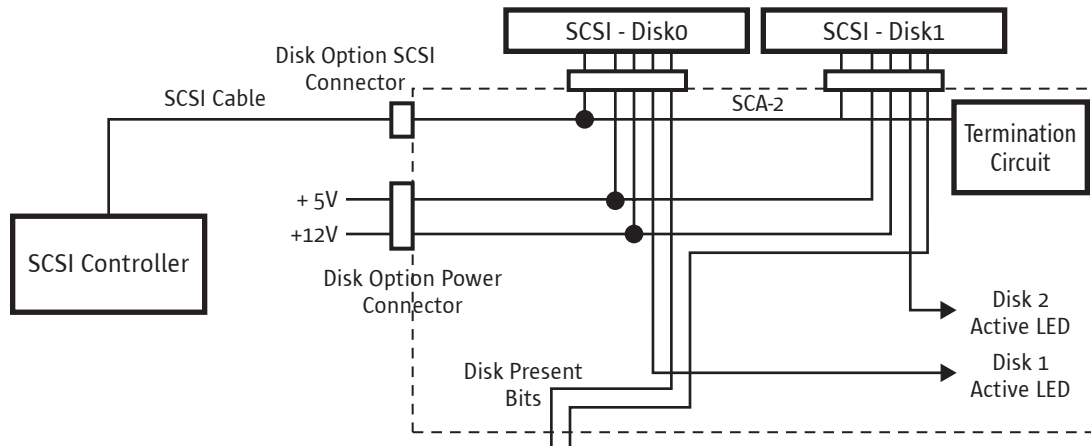 SCSI - Disk0
SCSI - Disk1
Disk Option SCSI
Connector
SCSI Cable
SCA-2
Termination
Circuit
+ 5V
+12V
SCSI Controller
Disk Option Power
Connector
Disk 2
Active LED
Disk Present
Bits
Disk 1
Active LED